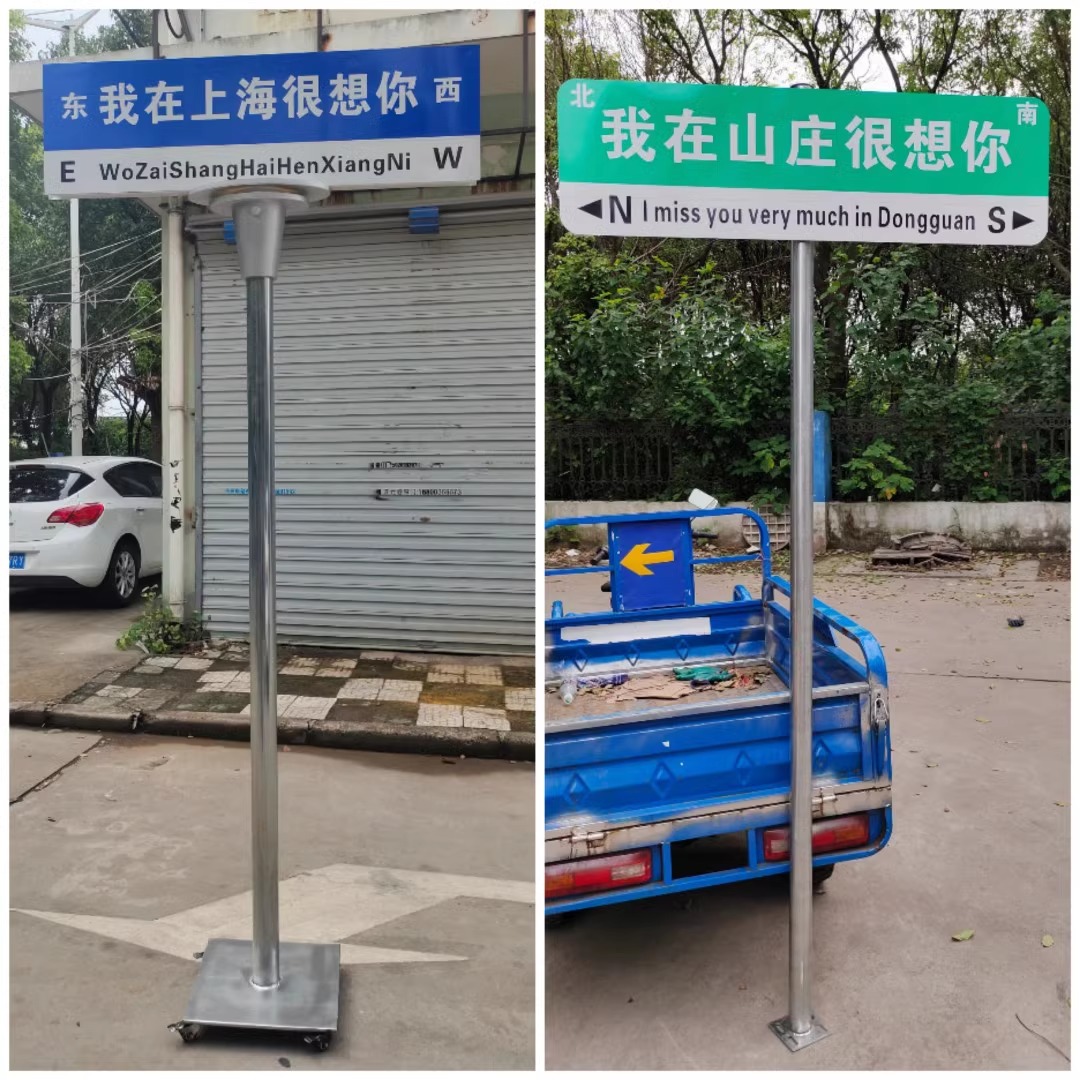 东 我在上海很想你 西
E WoZaiShangHaiHenXiangNi W
北 我在山庄很想你 南
N I miss you very much in Dongguan S